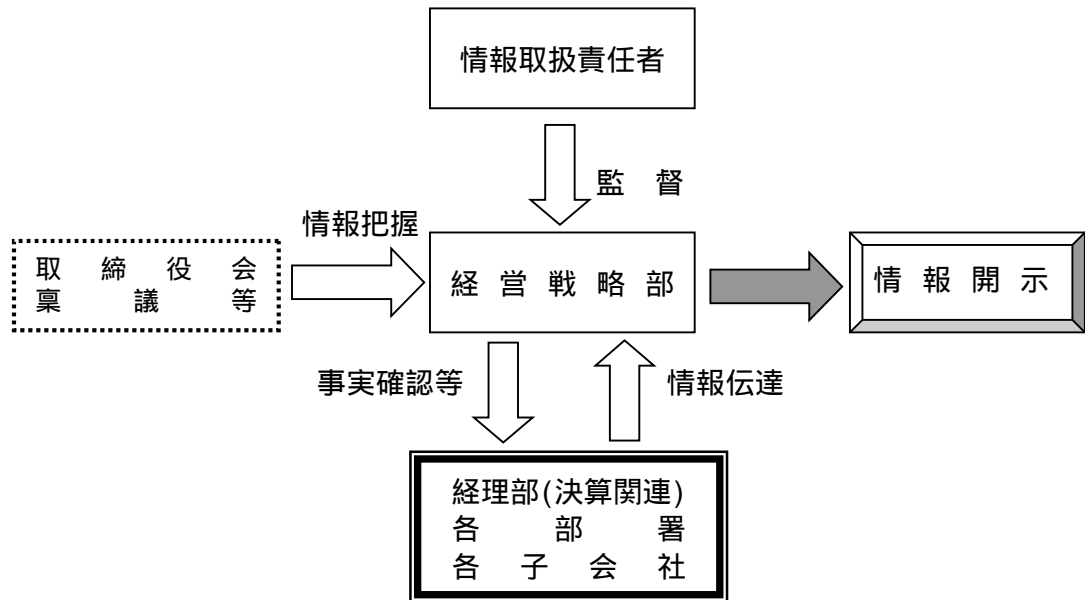 情報取扱責任者
監　督
情報把握
取　締　役　会
稟　議　等
経 営 戦 略 部
情 報 開 示
事実確認等
情報伝達
経理部(決算関連)
各　部　署
各　子　会　社